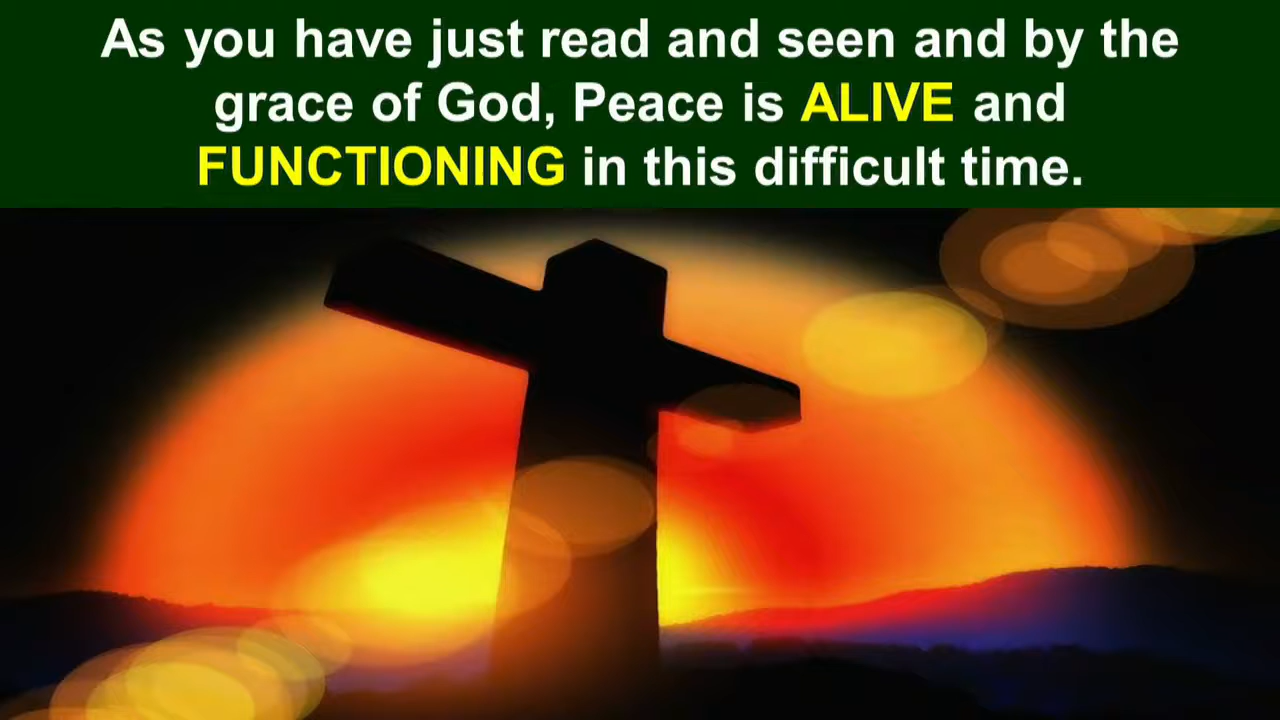 As you have just read and seen and by the
grace of God, Peace is ALIVE and
FUNCTIONING in this difficult time.